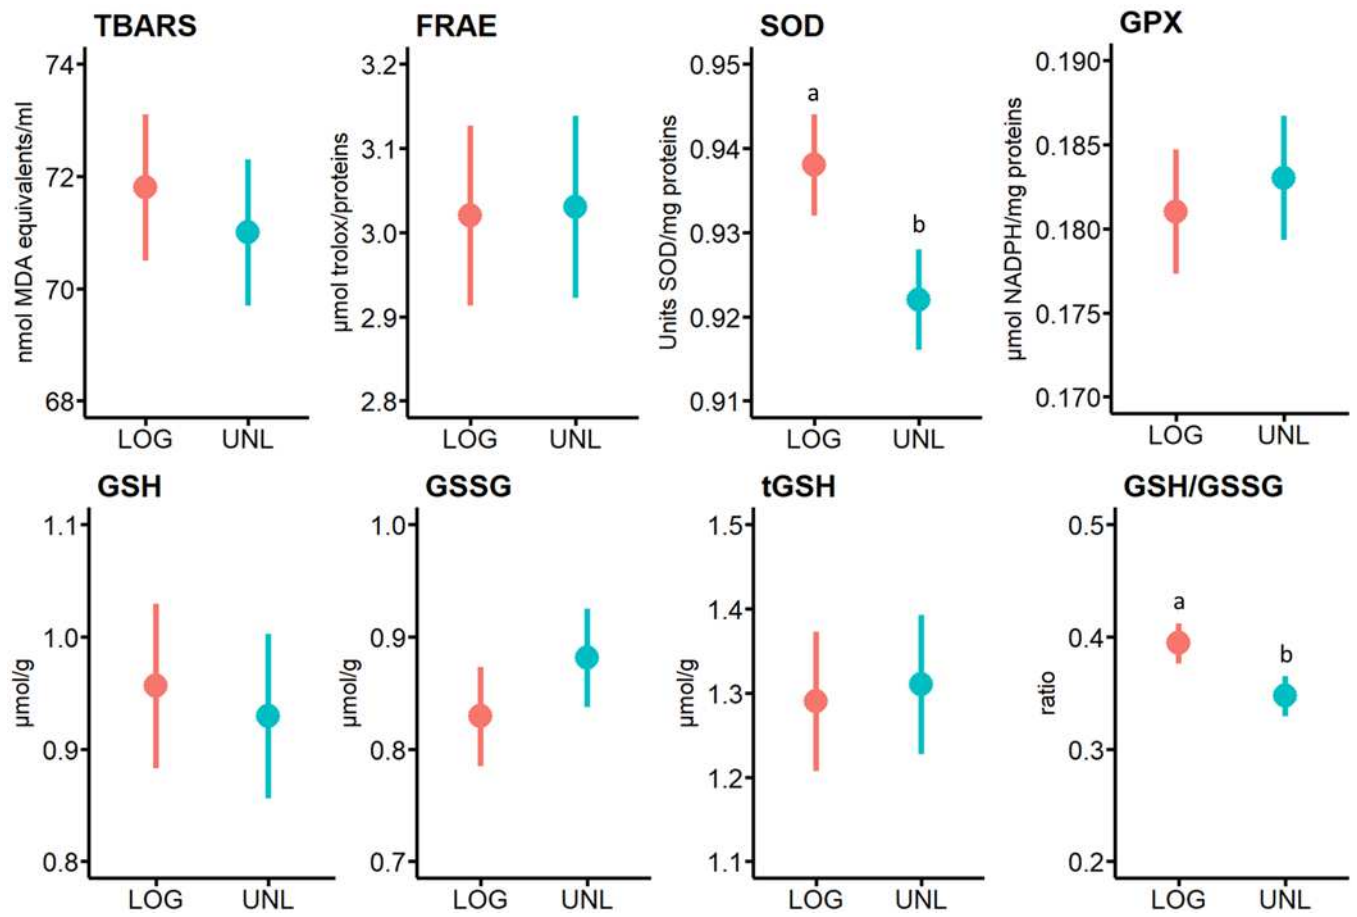 TBARS
nmol MDA equivalents/ml
74
72
70
68
LOG UNL
FRAE
µmol trolox/proteins
3.2
3.1
3.0
2.9
2.8
LOG UNL
SOD
Units SOD/mg proteins
0.95
0.94
0.93
0.92
0.91
a
b
LOG UNL
GPX
µmol NADPH/mg proteins
0.190
0.185
0.180
0.175
0.170
LOG UNL
GSH
µmol/g
1.1
1.0
0.9
0.8
LOG UNL
GSSG
µmol/g
1.0
0.9
0.8
0.7
LOG UNL
tGSH
µmol/g
1.5
1.4
1.3
1.2
1.1
LOG UNL
GSH/GSSG
ratio
0.5
0.4
0.3
0.2
a
b
LOG UNL